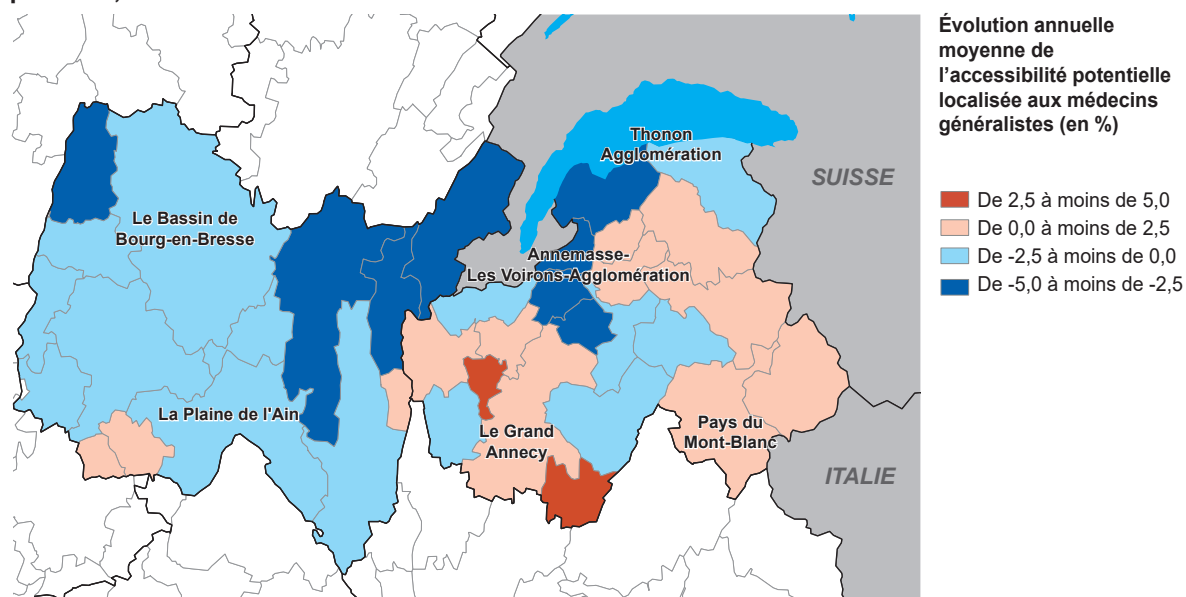 Évolution annuelle
moyenne de
l'accessibilité potentielle
localisée aux médecins
généralistes (en %)
De 2,5 à moins de 5,0
De 0,0 à moins de 2,5
De -2,5 à moins de 0,0
De -5,0 à moins de -2,5
Thonon
Agglomération
SUISSE
Le Bassin de
Bourg-en-Bresse
Annemasse-
Les Voirons-Agglomération
La Plaine de l'Ain
Le Grand
Annecy
Pays du
Mont-Blanc
ITALIE